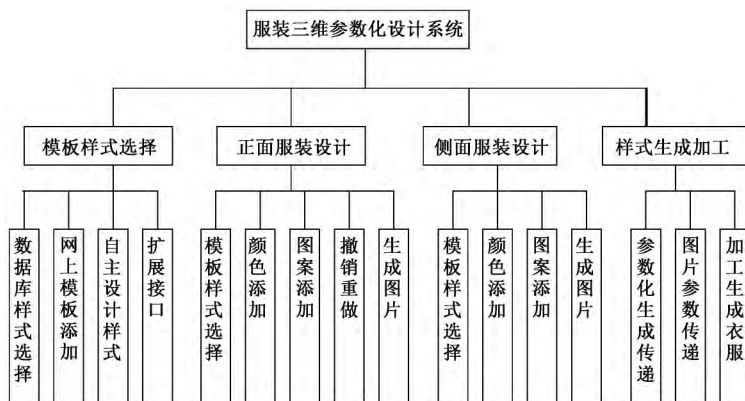 服装三维参数化设计系统
模板样式选择
正面服装设计
侧面服装设计
样式生成加工
数据库样式选择
网上模板添加
自主设计样式
扩展接口
模板样式选择
颜色添加
图案添加
撤销重做
生成图片
模板样式选择
颜色添加
图案添加
生成图片
参数化生成传递
图片参数传递
加工生成衣服